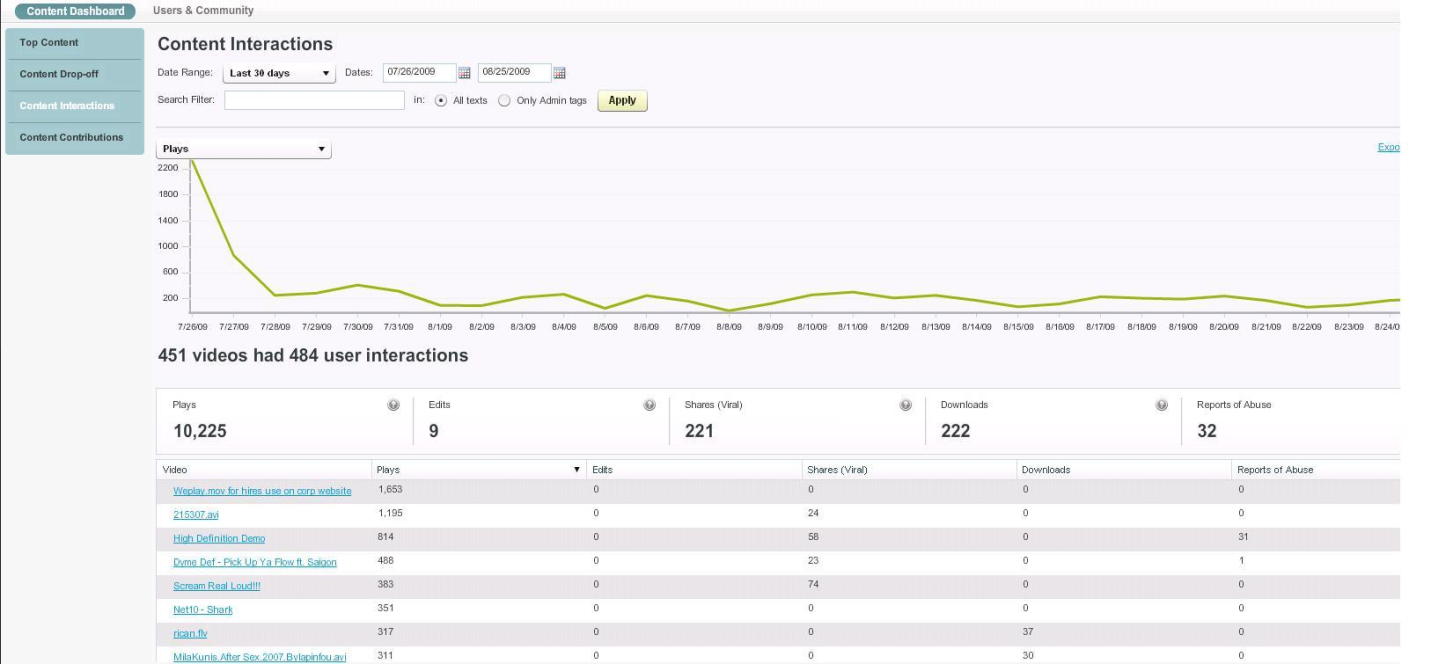 Content Dashboard Users & Community
Top Content
Content Drop-off
Content Interactions
Content Contributions
Content Interactions
Date Range: Last 30 days Dates: 07/26/2009 08/25/2009
Search Filter: in: All texts Only Admin tags Apply
Plays Expo
2200
1800
1400
1000
600
200
7/26/09 7/27/09 7/28/09 7/29/09 7/30/09 7/31/09 8/1/09 8/2/09 8/3/09 8/4/09 8/5/09 8/6/09 8/7/09 8/8/09 8/9/09 8/10/09 8/11/09 8/12/09 8/13/09 8/14/09 8/15/09 8/16/09 8/17/09 8/18/09 8/19/09 8/20/09 8/21/09 8/22/09 8/23/09 8/24/0
451 videos had 484 user interactions
Plays ? Edits ? Shares (Viral) ? Downloads ? Reports of Abuse
10,225 9 221 222 32
Video Plays Edits Shares (Viral) Downloads Reports of Abuse
Weplay.mov for hires use on corp website 1,653 0 0 0 0
215307.avi 1,195 0 24 0 0
High Definition Demo 814 0 58 0 31
Dyme Def - Pick Up Ya Flow ft. Saigon 488 0 23 0 1
Scream Real Loud!!! 383 0 74 0 0
Net10 - Shark 351 0 0 0 0
rican.flv 317 0 0 37 0
MilaKunis.After Sex.2007.Bylapinfou.avi 311 0 0 30 0